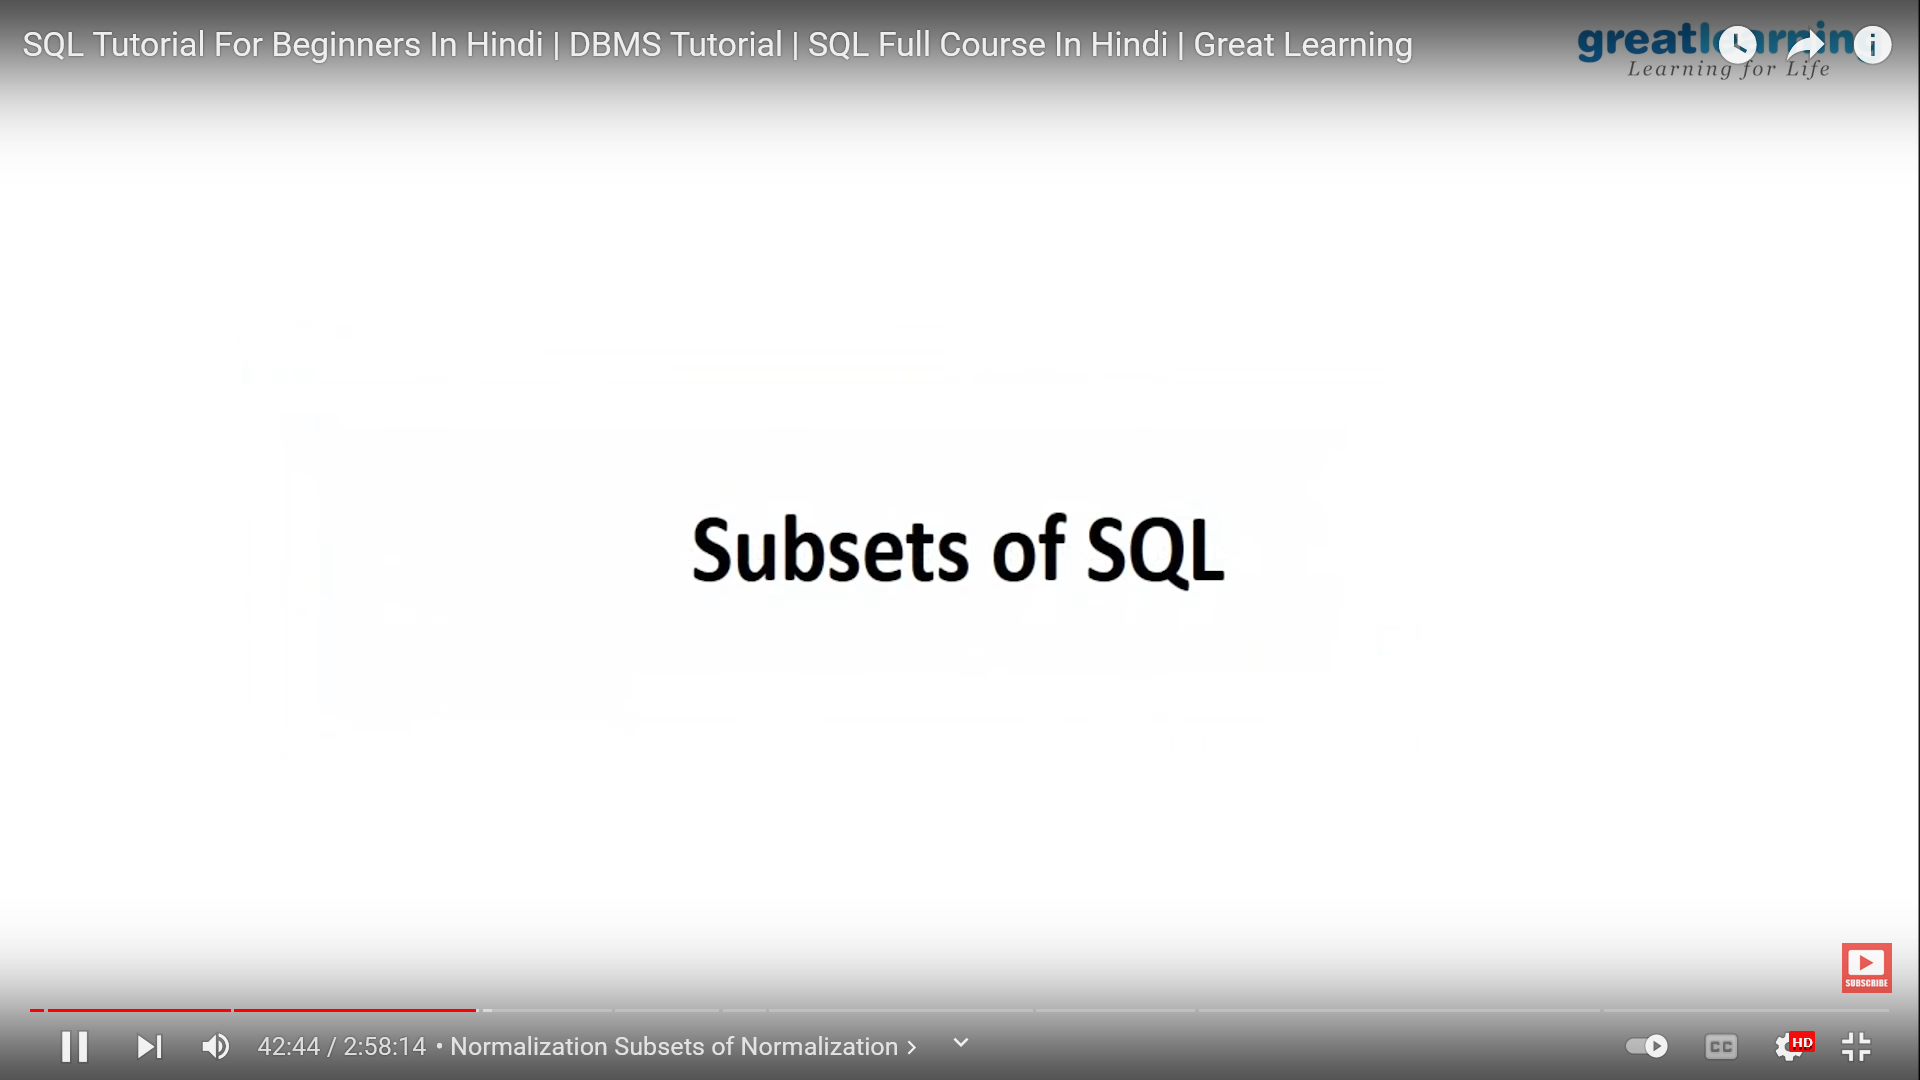 SQL Tutorial For Beginners In Hindi | DBMS Tutorial | SQL Full Course In Hindi | Great Learning
greatlearning
Learning for Life
Subsets of SQL
SUBSCRIBE
42:44 / 2:58:14 • Normalization Subsets of Normalization
CC
HD